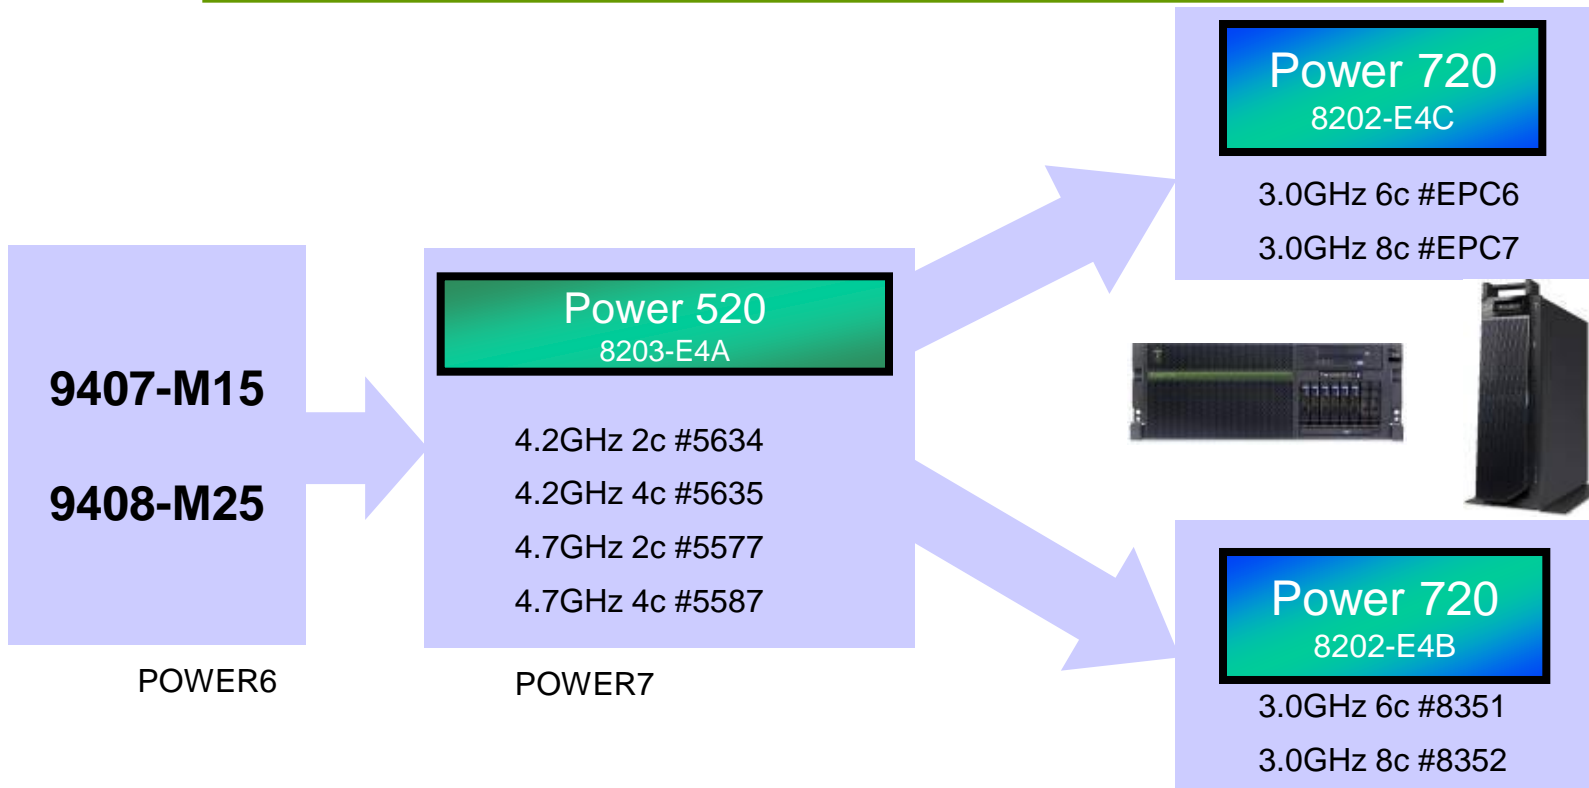 9407-M15
9408-M25
POWER6
Power 520
8203-E4A
4.2GHz 2c #5634
4.2GHz 4c #5635
4.7GHz 2c #5577
4.7GHz 4c #5587
POWER7
Power 720
8202-E4C
3.0GHz 6c #EPC6
3.0GHz 8c #EPC7
Power 720
8202-E4B
3.0GHz 6c #8351
3.0GHz 8c #8352